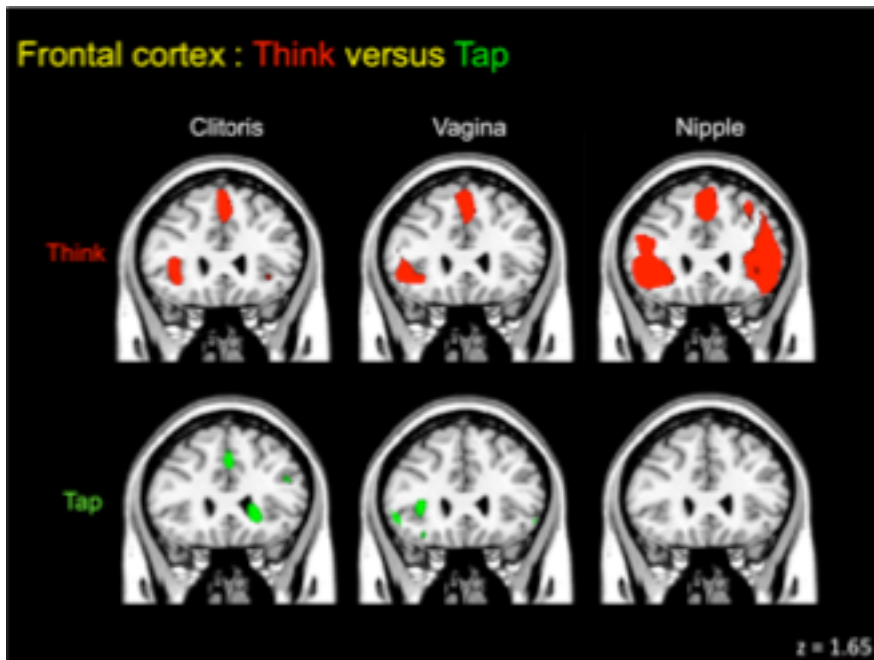 Frontal cortex : Think versus Tap
Clitoris Vagina Nipple
Think
Tap
z = 1.65